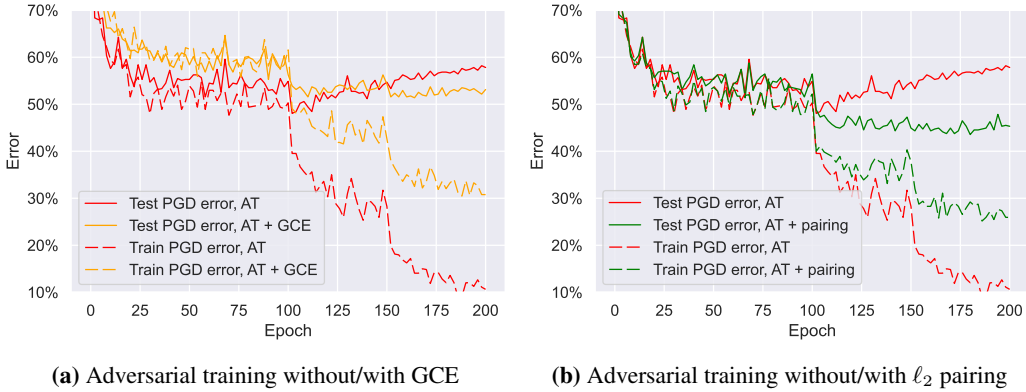 70%
60%
50%
40%
30%
20%
10%
Error
Test PGD error, AT
Test PGD error, AT + GCE
Train PGD error, AT
Train PGD error, AT + GCE
0 25 50 75 100 125 150 175 200
Epoch
(a) Adversarial training without/with GCE
70%
60%
50%
40%
30%
20%
10%
Error
Test PGD error, AT
Test PGD error, AT + pairing
Train PGD error, AT
Train PGD error, AT + pairing
0 25 50 75 100 125 150 175 200
Epoch
(b) Adversarial training without/with ℓ₂ pairing